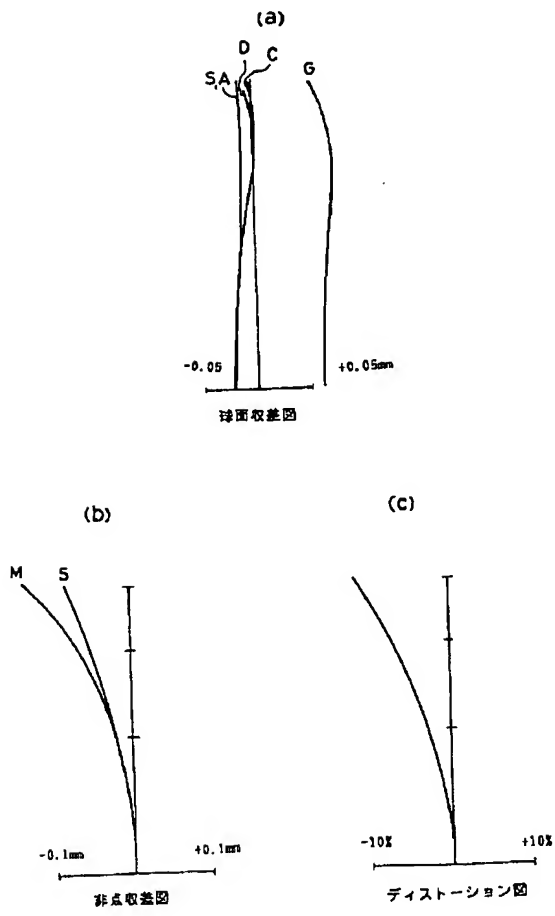 (a)
D C
S,A
G
-0.05 +0.05mm
球面収差図
(b)
M S
-0.1mm +0.1mm
非点収差図
(c)
-10% +10%
ディストーション図